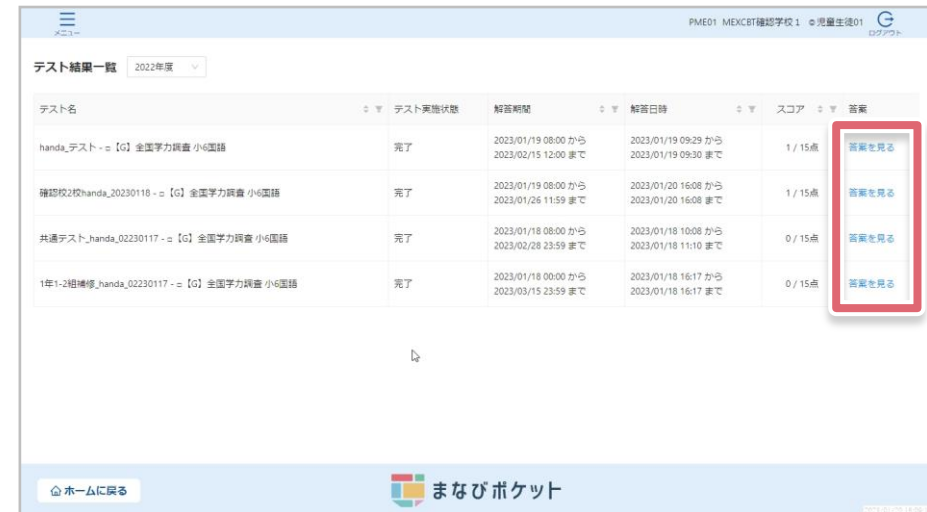 メニュー
PME01 MEXCBT確認学校1 児童生徒01
ログアウト
テスト結果一覧 2022年度
テスト名 テスト実施状態 解答期間 解答日時 スコア 答案
handa_テスト - □【G】全国学力調査 小6国語 完了 2023/01/19 08:00 から 2023/01/19 09:29 から 1 / 15点 答案を見る
2023/02/15 12:00 まで 2023/01/19 09:30 まで
確認校2校handa_20230118 - □【G】全国学力調査 小6国語 完了 2023/01/19 08:00 から 2023/01/20 16:08 から 1 / 15点 答案を見る
2023/01/26 11:59 まで 2023/01/20 16:08 まで
共通テスト_handa_02230117 - □【G】全国学力調査 小6国語 完了 2023/01/18 08:00 から 2023/01/18 10:08 から 0 / 15点 答案を見る
2023/02/28 23:59 まで 2023/01/18 11:10 まで
1年1-2組補修_handa_02230117 - □【G】全国学力調査 小6国語 完了 2023/01/18 00:00 から 2023/01/18 16:17 から 0 / 15点 答案を見る
2023/03/15 23:59 まで 2023/01/18 16:17 まで
ホームに戻る
まなびポケット